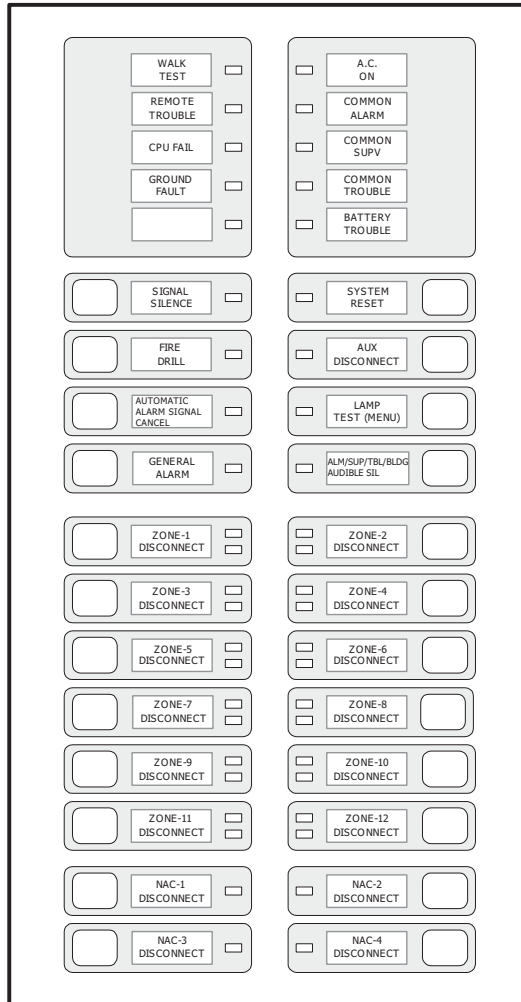 WALK
TEST
REMOTE
TROUBLE
CPU FAIL
GROUND
FAULT
A.C.
ON
COMMON
ALARM
COMMON
SUPV
COMMON
TROUBLE
BATTERY
TROUBLE
SIGNAL
SILENCE
SYSTEM
RESET
FIRE
DRILL
AUX
DISCONNECT
AUTOMATIC
ALARM SIGNAL
CANCEL
LAMP
TEST (MENU)
GENERAL
ALARM
ALM/SUP/TBL/BLDG
AUDIBLE SIL
ZONE-1
DISCONNECT
ZONE-2
DISCONNECT
ZONE-3
DISCONNECT
ZONE-4
DISCONNECT
ZONE-5
DISCONNECT
ZONE-6
DISCONNECT
ZONE-7
DISCONNECT
ZONE-8
DISCONNECT
ZONE-9
DISCONNECT
ZONE-10
DISCONNECT
ZONE-11
DISCONNECT
ZONE-12
DISCONNECT
NAC-1
DISCONNECT
NAC-2
DISCONNECT
NAC-3
DISCONNECT
NAC-4
DISCONNECT